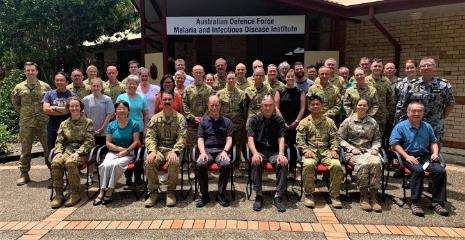 Australian Defence Force
Malaria and Infectious Disease Institute